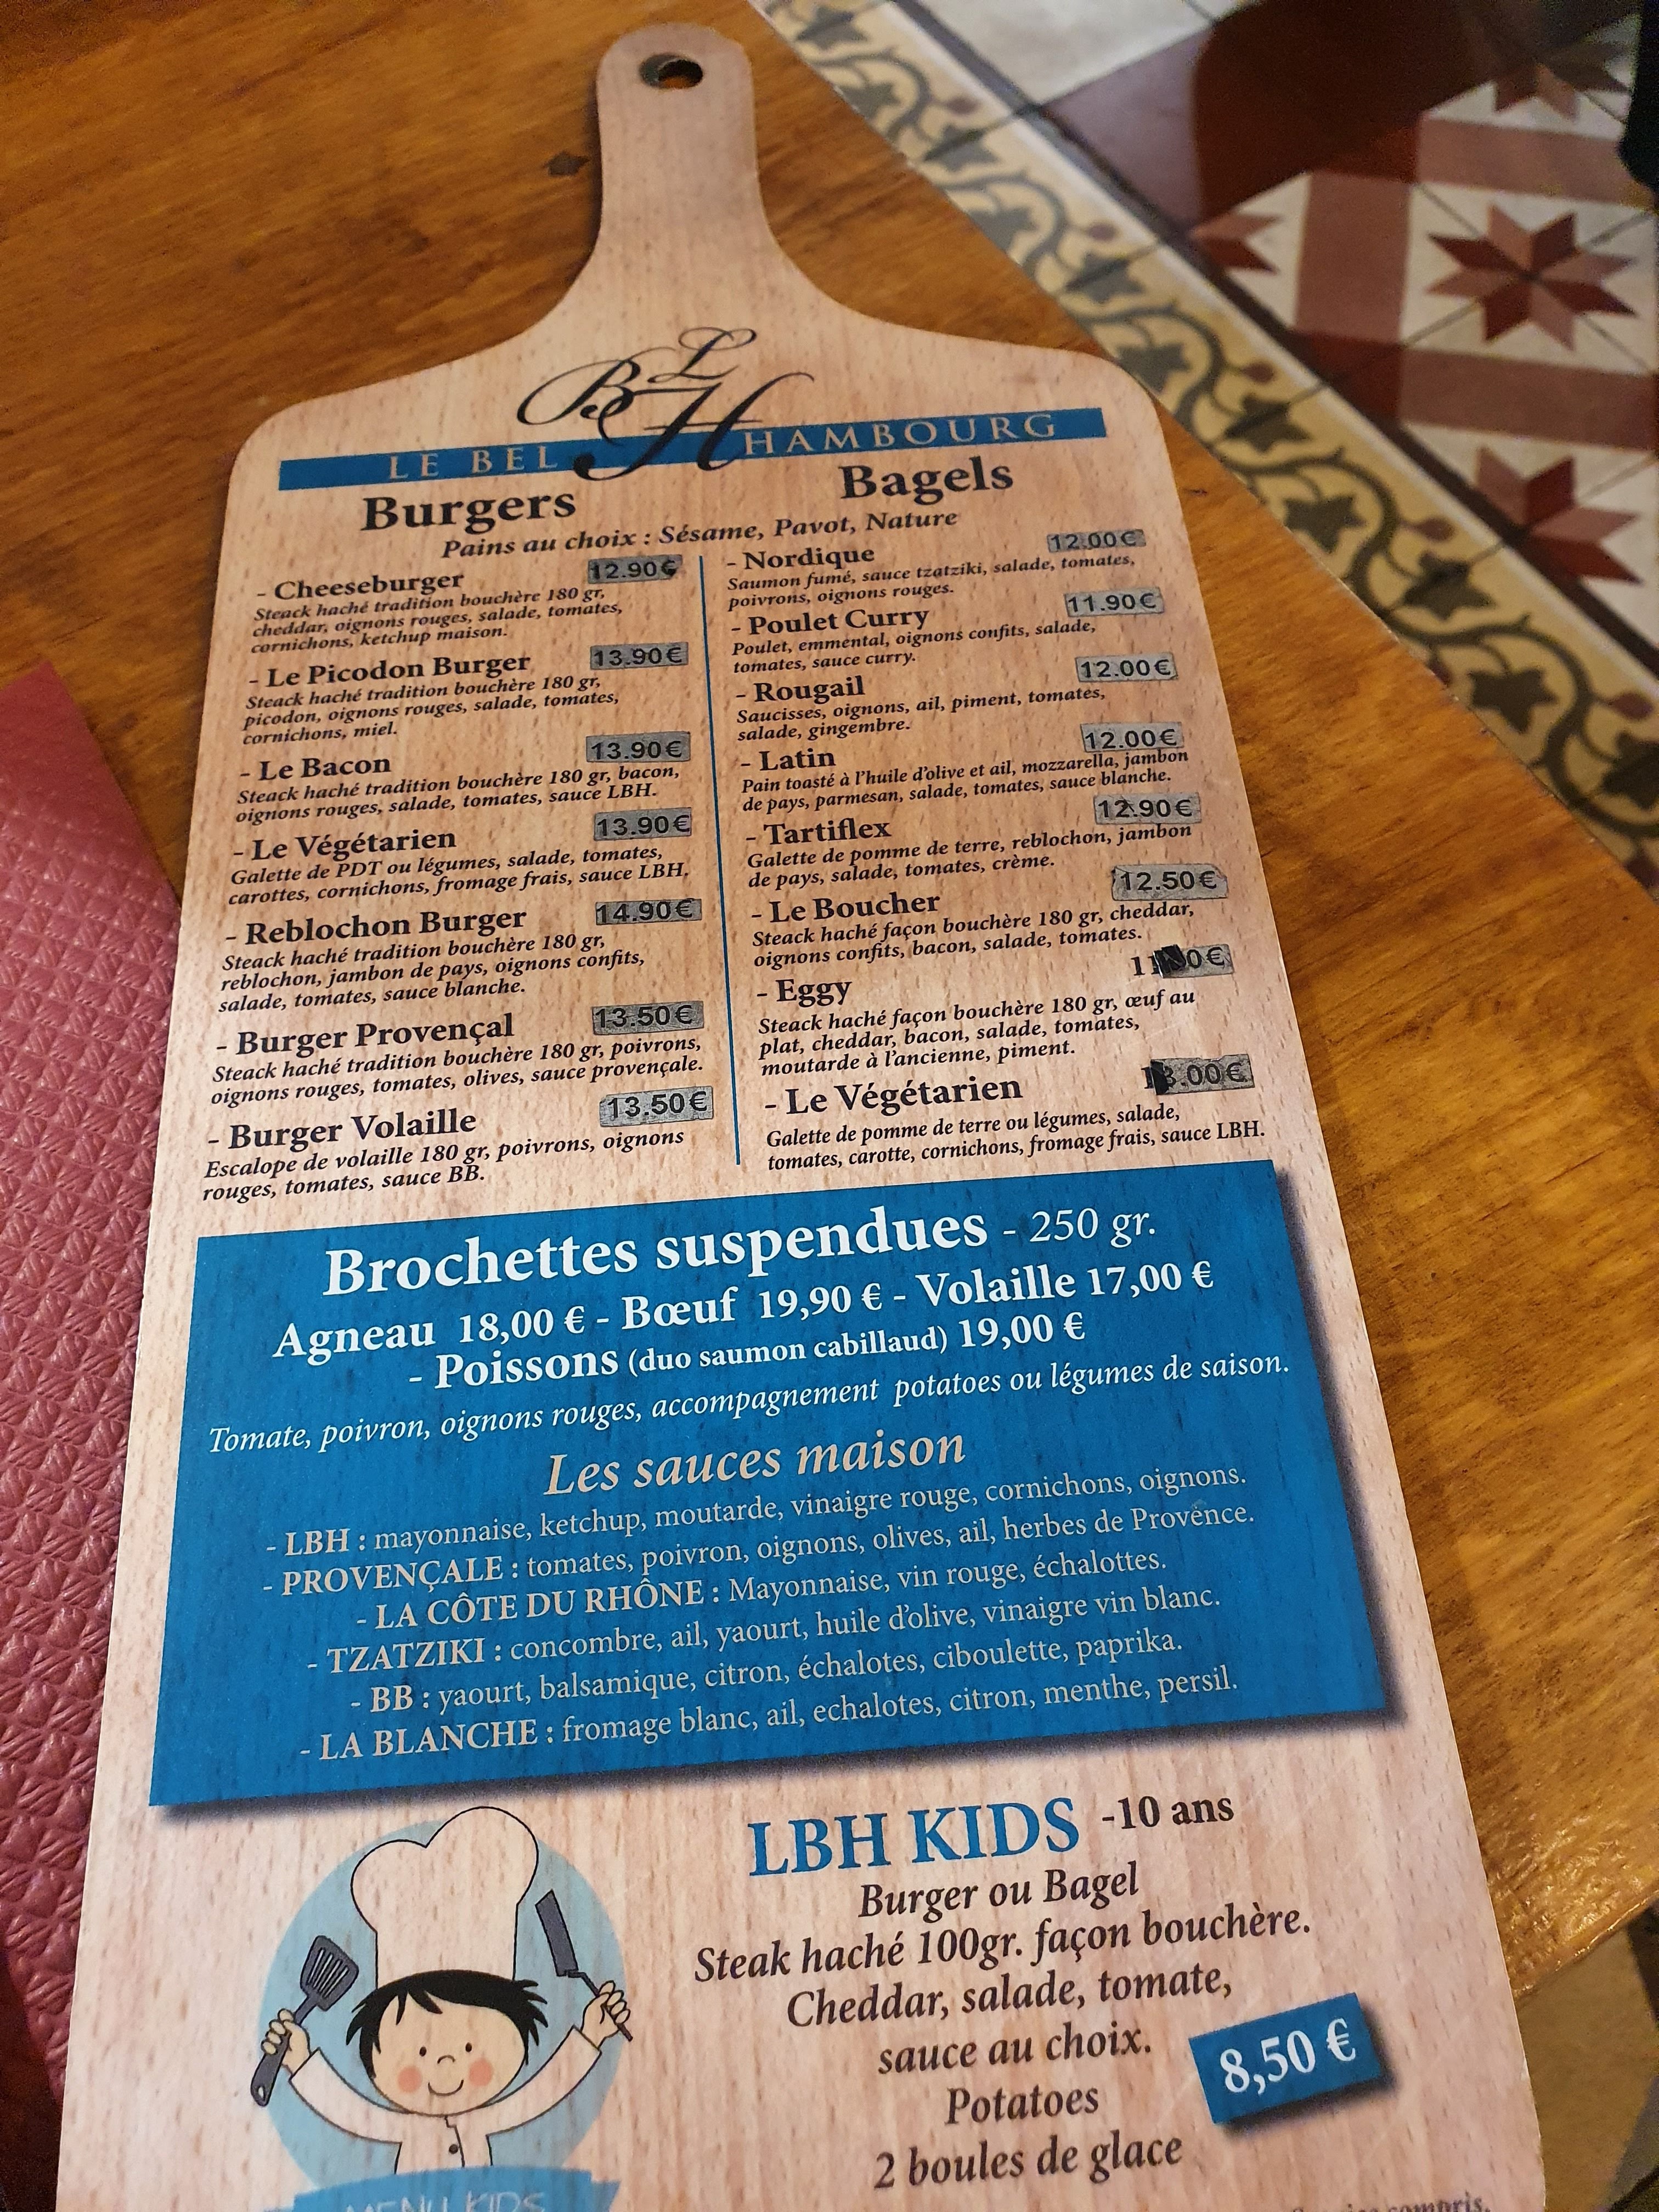 LBH
LE BEL HAMBOURG
Burgers
Bagels
Pains au choix : Sésame, Pavot, Nature
- Cheeseburger 12.90€
Steack haché tradition bouchère 180 gr,
cheddar, oignons rouges, salade, tomates,
cornichons, ketchup maison.
- Le Picodon Burger 13.90€
Steack haché tradition bouchère 180 gr,
picodon, oignons rouges, salade, tomates,
cornichons, miel.
- Le Bacon 13.90€
Steack haché tradition bouchère 180 gr, bacon,
oignons rouges, salade, tomates, sauce LBH.
- Le Végétarien 13.90€
Galette de PDT ou légumes, salade, tomates,
carottes, cornichons, fromage frais, sauce LBH.
- Reblochon Burger 14.90€
Steack haché tradition bouchère 180 gr,
reblochon, jambon de pays, oignons confits,
salade, tomates, sauce blanche.
- Burger Provençal 13.50€
Steack haché tradition bouchère 180 gr, poivrons,
oignons rouges, tomates, olives, sauce provençale.
- Burger Volaille 13.50€
Escalope de volaille 180 gr, poivrons, oignons
rouges, tomates, sauce BB.
- Nordique 12.00€
Saumon fumé, sauce tzatziki, salade, tomates,
poivrons, oignons rouges.
- Poulet Curry 11.90€
Poulet, emmental, oignons confits, salade,
tomates, sauce curry.
- Rougail 12.00€
Saucisses, oignons, ail, piment, tomates,
salade, gingembre.
- Latin 12.00€
Pain toasté à l'huile d'olive et ail, mozzarella, jambon
de pays, parmesan, salade, tomates, sauce blanche.
- Tartiflex 12.90€
Galette de pomme de terre, reblochon, jambon
de pays, salade, tomates, crème.
- Le Boucher 12.50€
Steack haché façon bouchère 180 gr, cheddar,
oignons confits, bacon, salade, tomates.
- Eggy
Steack haché façon bouchère 180 gr, œuf au
plat, cheddar, bacon, salade, tomates,
moutarde à l'ancienne, piment.
- Le Végétarien 13.00€
Galette de pomme de terre ou légumes, salade,
tomates, carotte, cornichons, fromage frais, sauce LBH.
Brochettes suspendues - 250 gr.
Agneau 18,00 € - Bœuf 19,90 € - Volaille 17,00 €
- Poissons (duo saumon cabillaud) 19,00 €
Tomate, poivron, oignons rouges, accompagnement potatoes ou légumes de saison.
Les sauces maison
- LBH : mayonnaise, ketchup, moutarde, vinaigre rouge, cornichons, oignons.
- PROVENÇALE : tomates, poivron, oignons, olives, ail, herbes de Provence.
- LA CÔTE DU RHÔNE : Mayonnaise, vin rouge, échalottes.
- TZATZIKI : concombre, ail, yaourt, huile d'olive, vinaigre vin blanc.
- BB : yaourt, balsamique, citron, échalotes, ciboulette, paprika.
- LA BLANCHE : fromage blanc, ail, echalotes, citron, menthe, persil.
LBH KIDS -10 ans
Burger ou Bagel
Steak haché 100gr. façon bouchère.
Cheddar, salade, tomate,
sauce au choix.
8,50 €
Potatoes
2 boules de glace
MENU KIDS
compris.